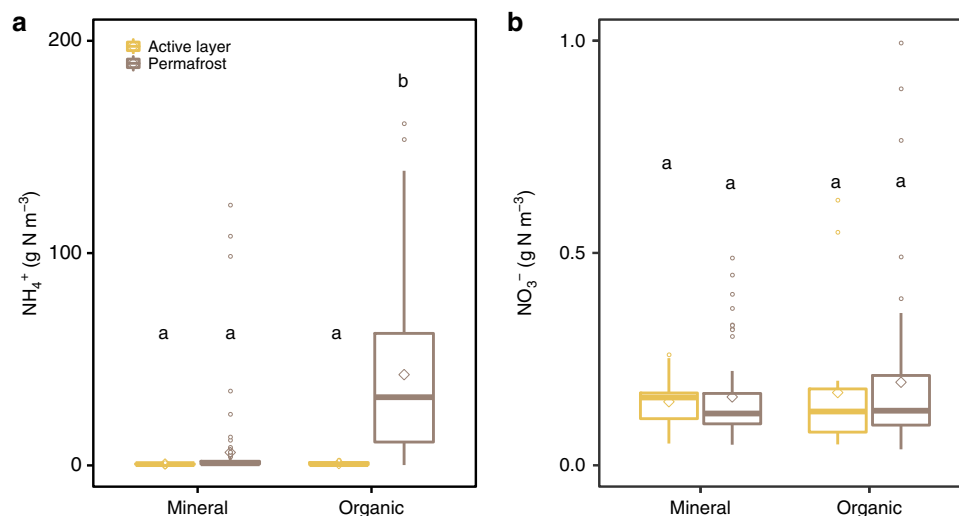 a
200
100
0
NH₄⁺ (g N m⁻³)
Active layer
Permafrost
a
a
a
b
Mineral
Organic
b
1.0
0.5
0.0
NO₃⁻ (g N m⁻³)
a
a
a
a
Mineral
Organic